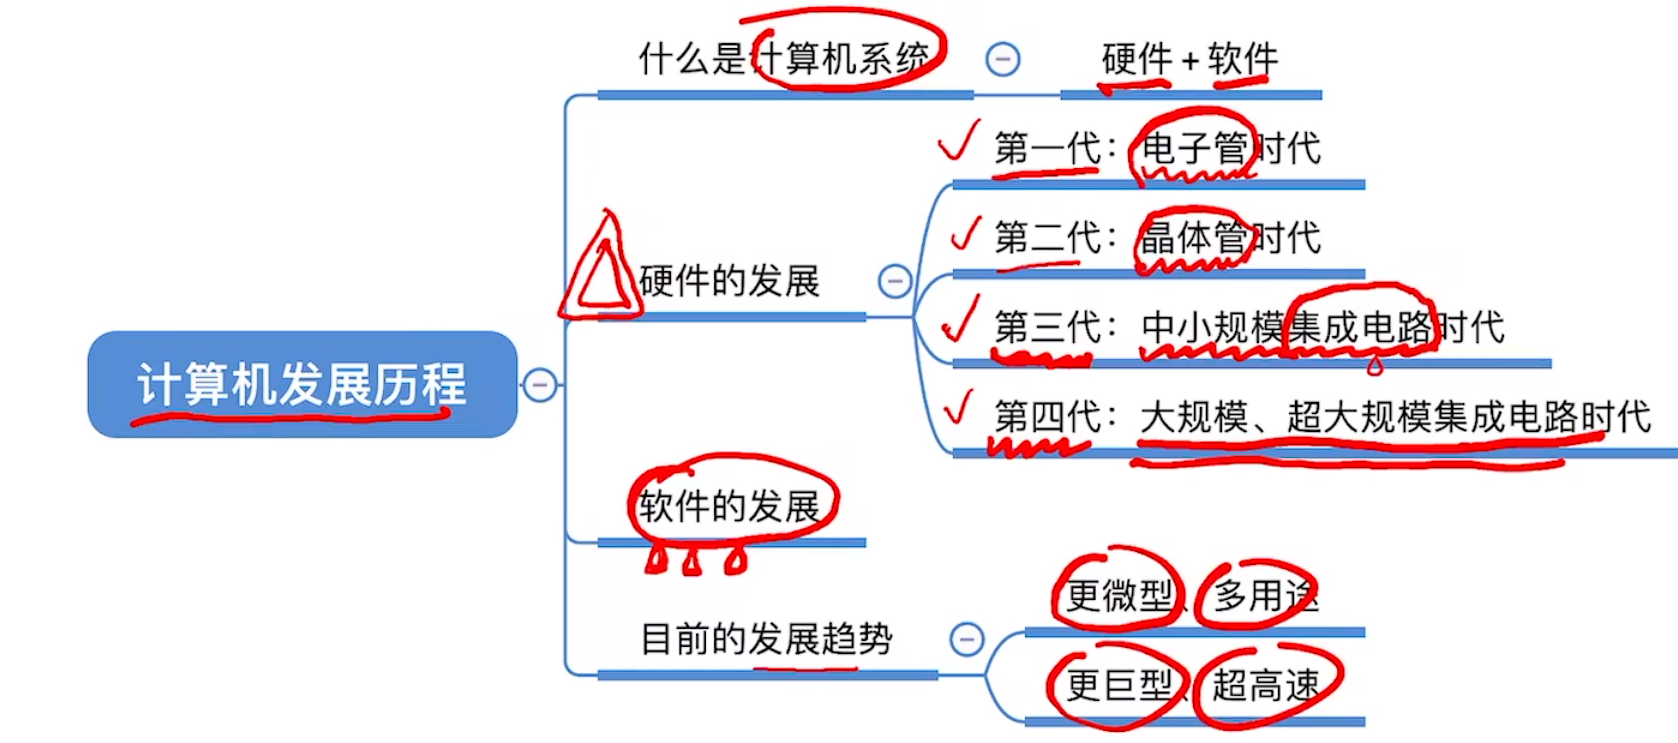 什么是计算机系统
硬件 + 软件
第一代：电子管时代
第二代：晶体管时代
硬件的发展
第三代：中小规模集成电路时代
计算机发展历程
第四代：大规模、超大规模集成电路时代
软件的发展
更微型、多用途
目前的发展趋势
更巨型、超高速